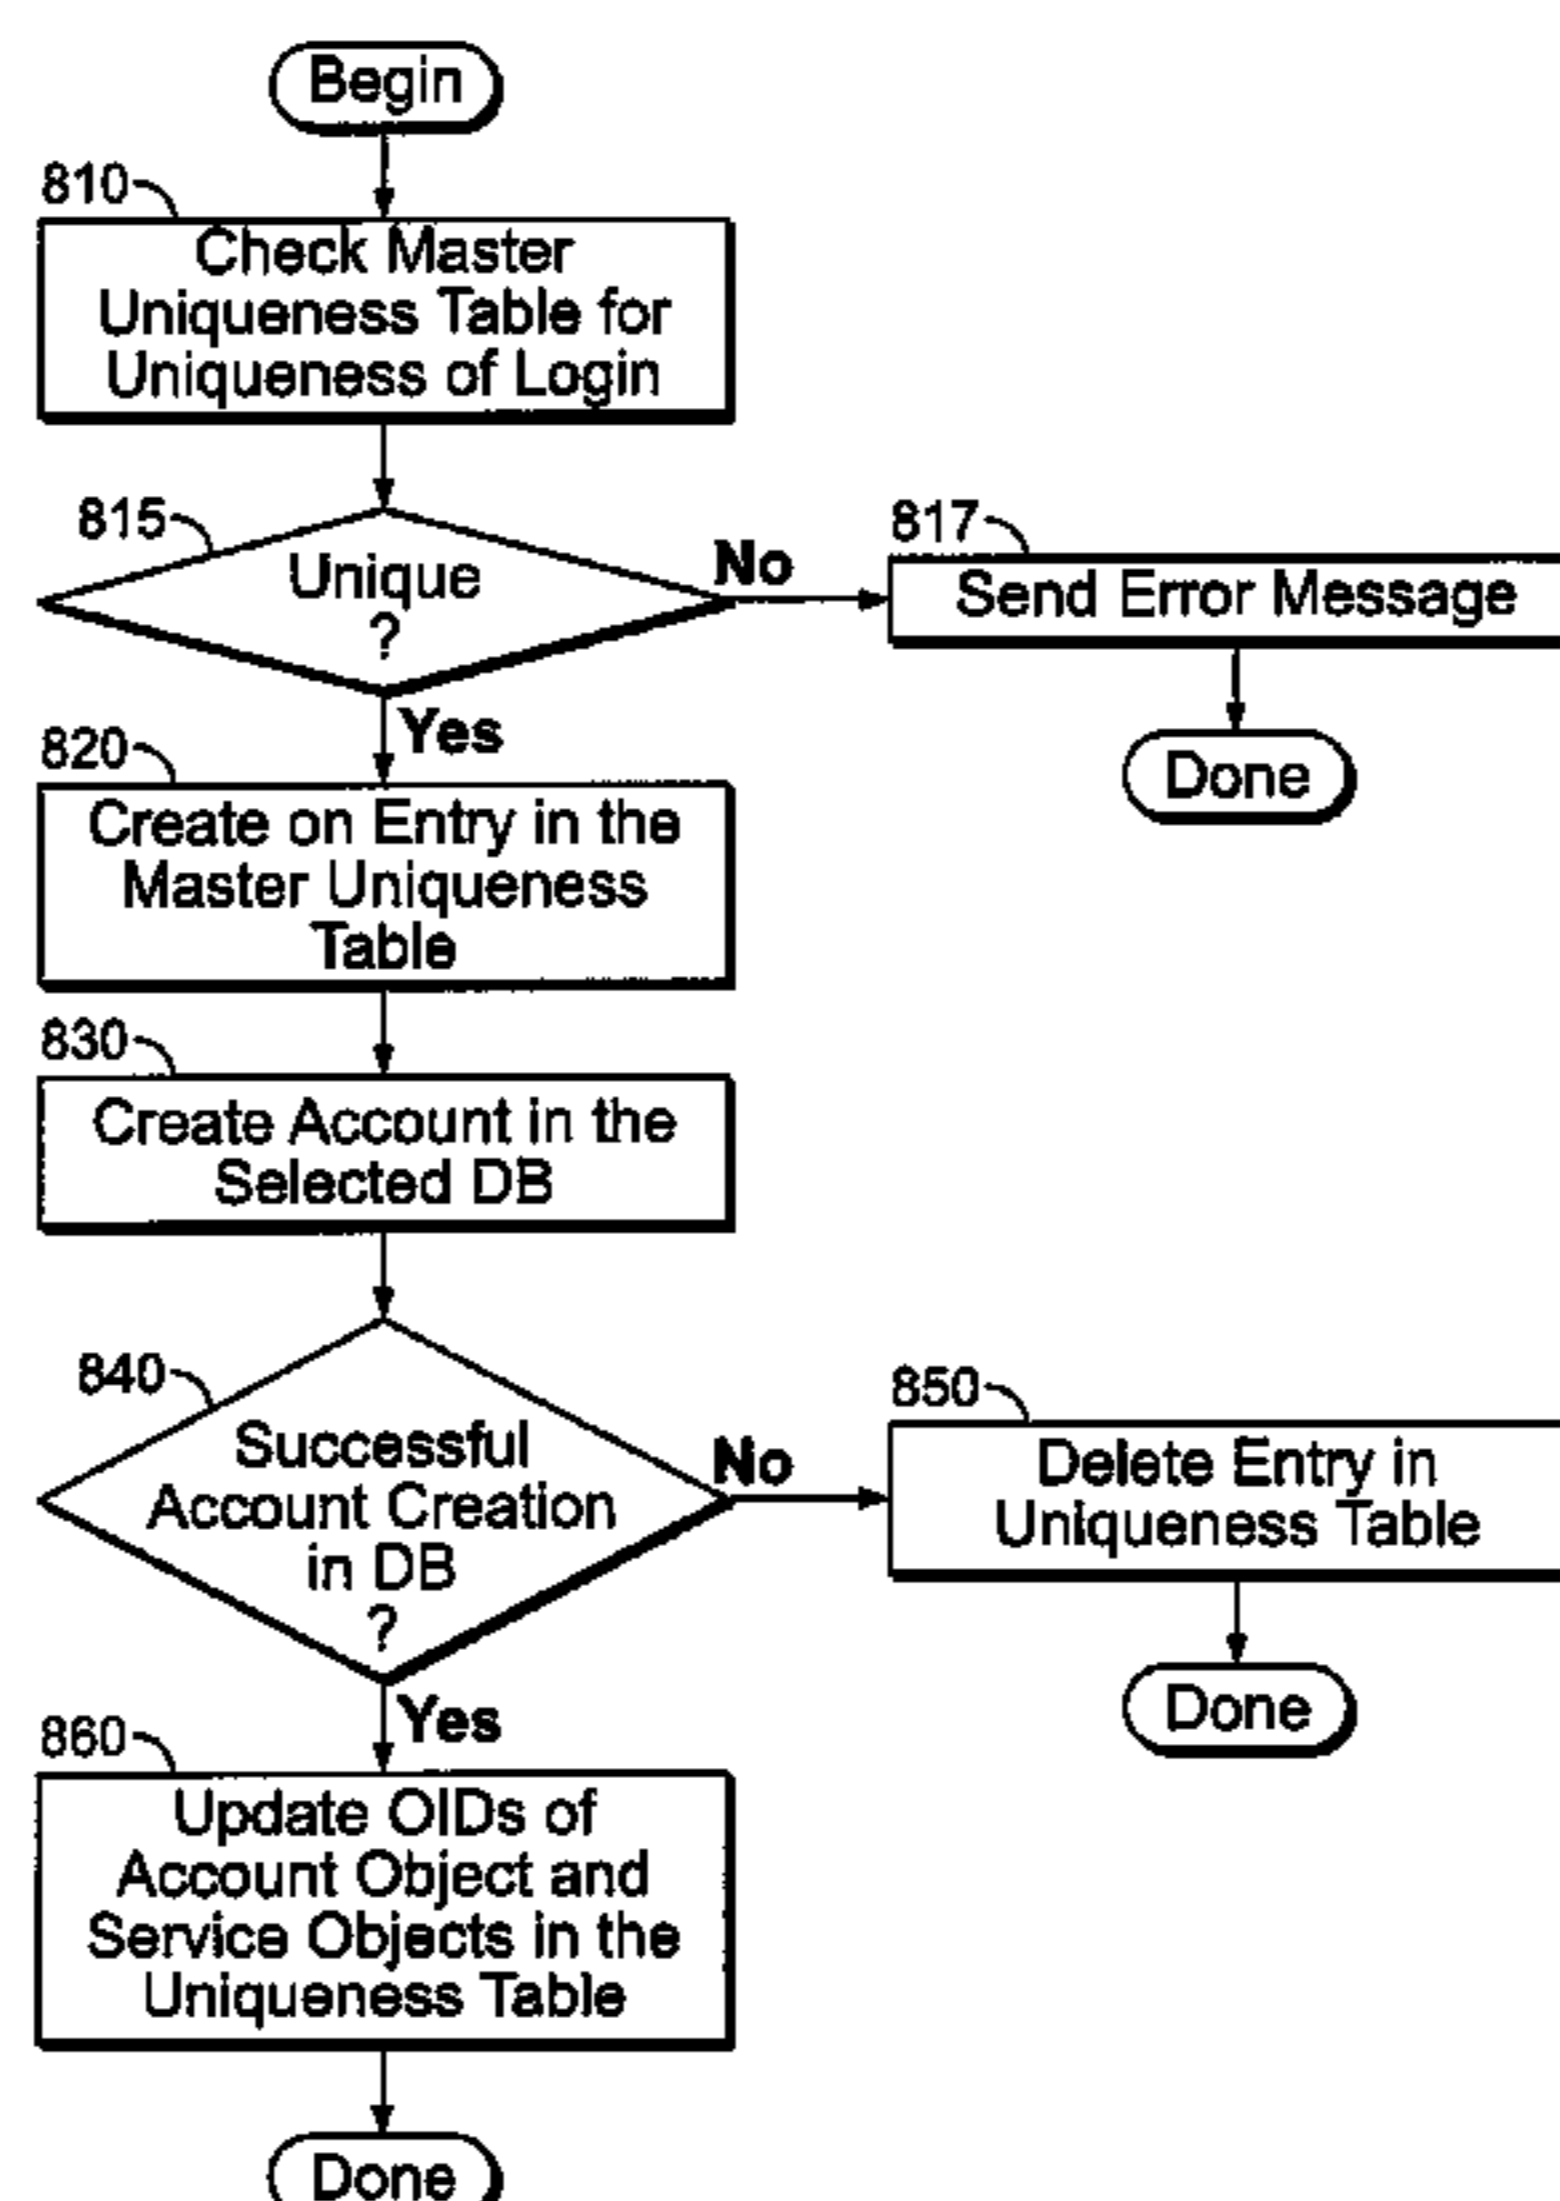 Begin
810
Check Master
Uniqueness Table for
Uniqueness of Login
815
Unique
?
No
817
Send Error Message
Done
Yes
820
Create on Entry in the
Master Uniqueness
Table
830
Create Account in the
Selected DB
840
Successful
Account Creation
in DB
?
No
850
Delete Entry in
Uniqueness Table
Done
Yes
860
Update OIDs of
Account Object and
Service Objects in the
Uniqueness Table
Done